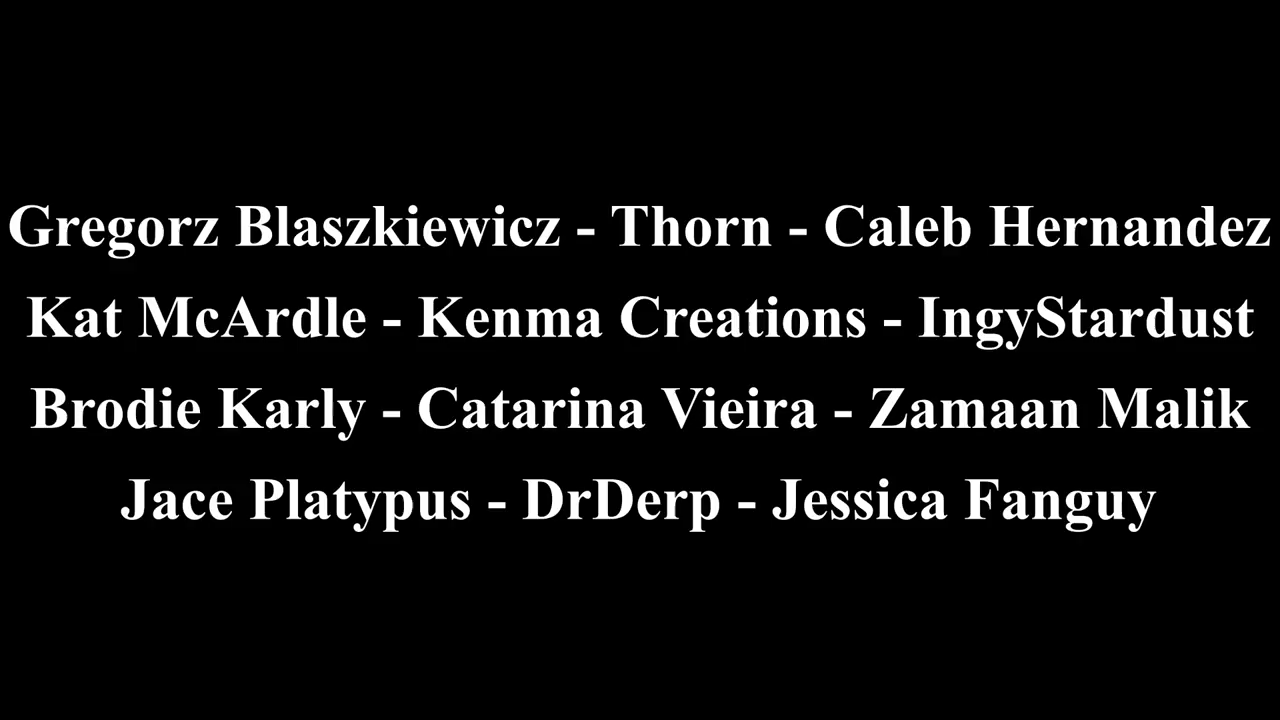 Gregorz Blaszkiewicz - Thorn - Caleb Hernandez
Kat McArdle - Kenma Creations - IngyStardust
Brodie Karly - Catarina Vieira - Zamaan Malik
Jace Platypus - DrDerp - Jessica Fanguy